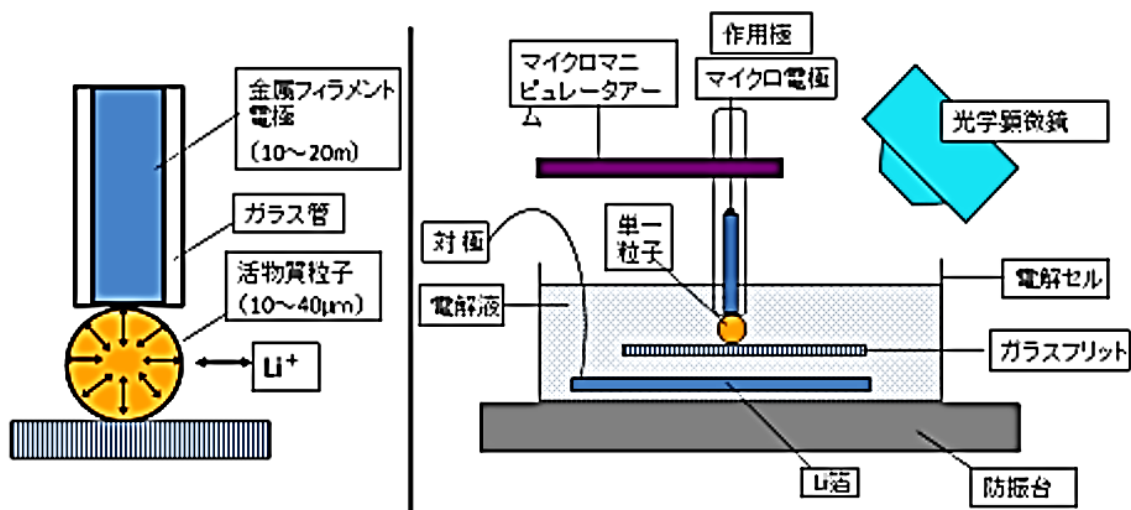 金属フィラメント
電極
(10～20m)
ガラス管
活物質粒子
(10～40μm)
Li⁺
作用極
マイクロマニ
ピュレータアー
ム
マイクロ電極
光学顕微鏡
対極
単一
粒子
電解液
電解セル
ガラスフリット
Li箔
防振台